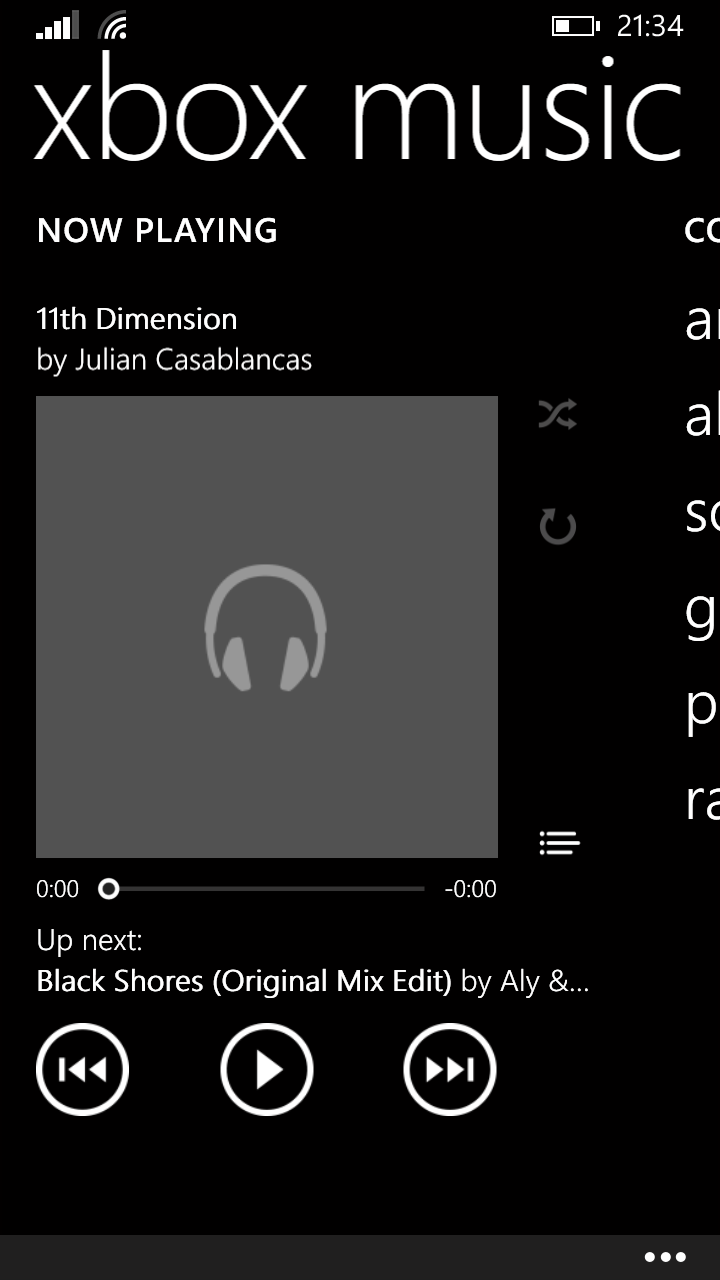 21:34
xbox music
NOW PLAYING
co
11th Dimension
by Julian Casablancas
ar
al
so
g
p
ra
0:00
-0:00
Up next:
Black Shores (Original Mix Edit) by Aly &...